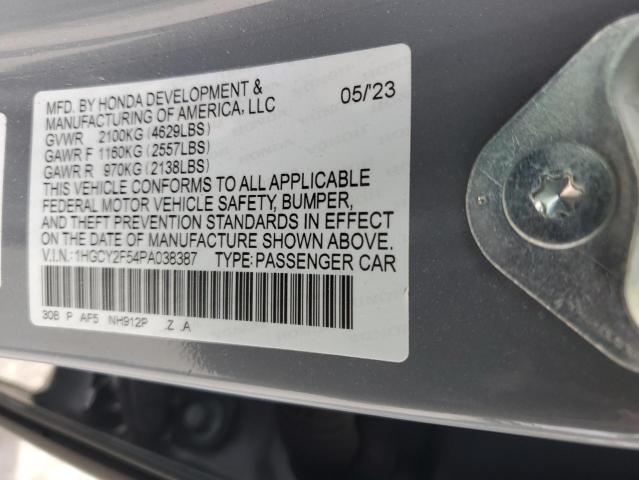 MFD. BY HONDA DEVELOPMENT & 05/'23
MANUFACTURING OF AMERICA, LLC
GVWR 2100KG (4629LBS)
GAWR F 1160KG (2557LBS)
GAWR R 970KG (2138LBS)
THIS VEHICLE CONFORMS TO ALL APPLICABLE
FEDERAL MOTOR VEHICLE SAFETY, BUMPER,
AND THEFT PREVENTION STANDARDS IN EFFECT
ON THE DATE OF MANUFACTURE SHOWN ABOVE.
V.I.N.: 1HGCY2F54PA038387 TYPE: PASSENGER CAR
30B P AF5 NH912P .Z .A